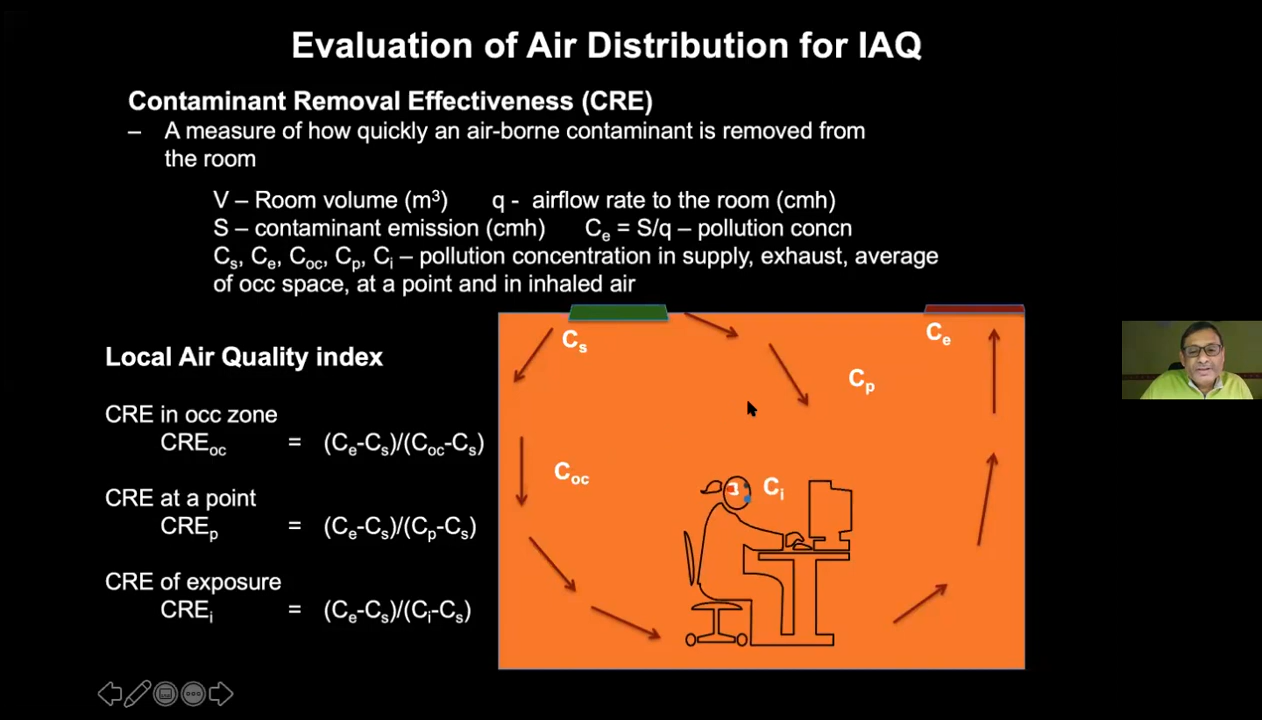 Evaluation of Air Distribution for IAQ
Contaminant Removal Effectiveness (CRE)
– A measure of how quickly an air-borne contaminant is removed from
the room
V – Room volume (m³) q - airflow rate to the room (cmh)
S – contaminant emission (cmh) Cₑ = S/q – pollution concn
Cs, Ce, Coc, Cp, Ci – pollution concentration in supply, exhaust, average
of occ space, at a point and in inhaled air
Local Air Quality index
CRE in occ zone
CREoc = (Ce-Cs)/(Coc-Cs)
CRE at a point
CREp = (Ce-Cs)/(Cp-Cs)
CRE of exposure
CREi = (Ce-Cs)/(Ci-Cs)
Cs
Ce
Cp
Coc
Ci